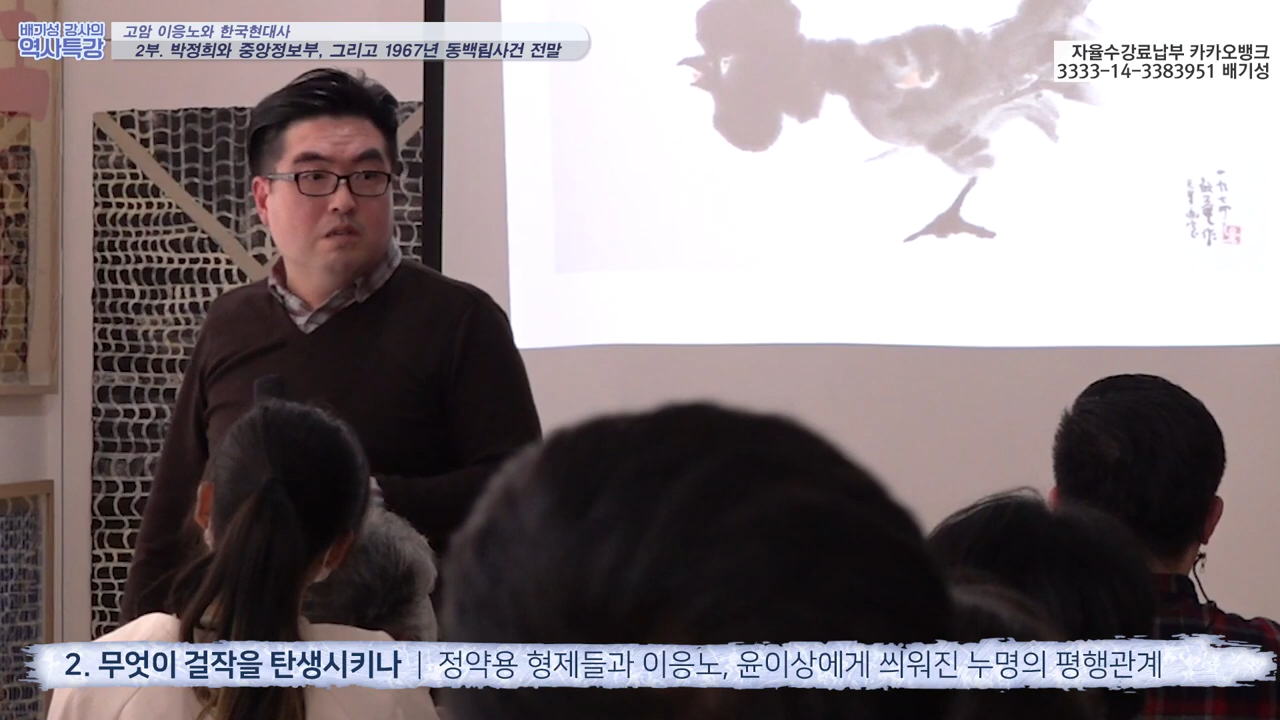 배기성 강사의
역사특강
고암 이응노와 한국현대사
2부. 박정희와 중앙정보부, 그리고 1967년 동백림사건 전말
자율수강료납부 카카오뱅크
3333-14-3383951 배기성
2. 무엇이 걸작을 탄생시키나 | 정약용 형제들과 이응노, 윤이상에게 씌워진 누명의 평행관계